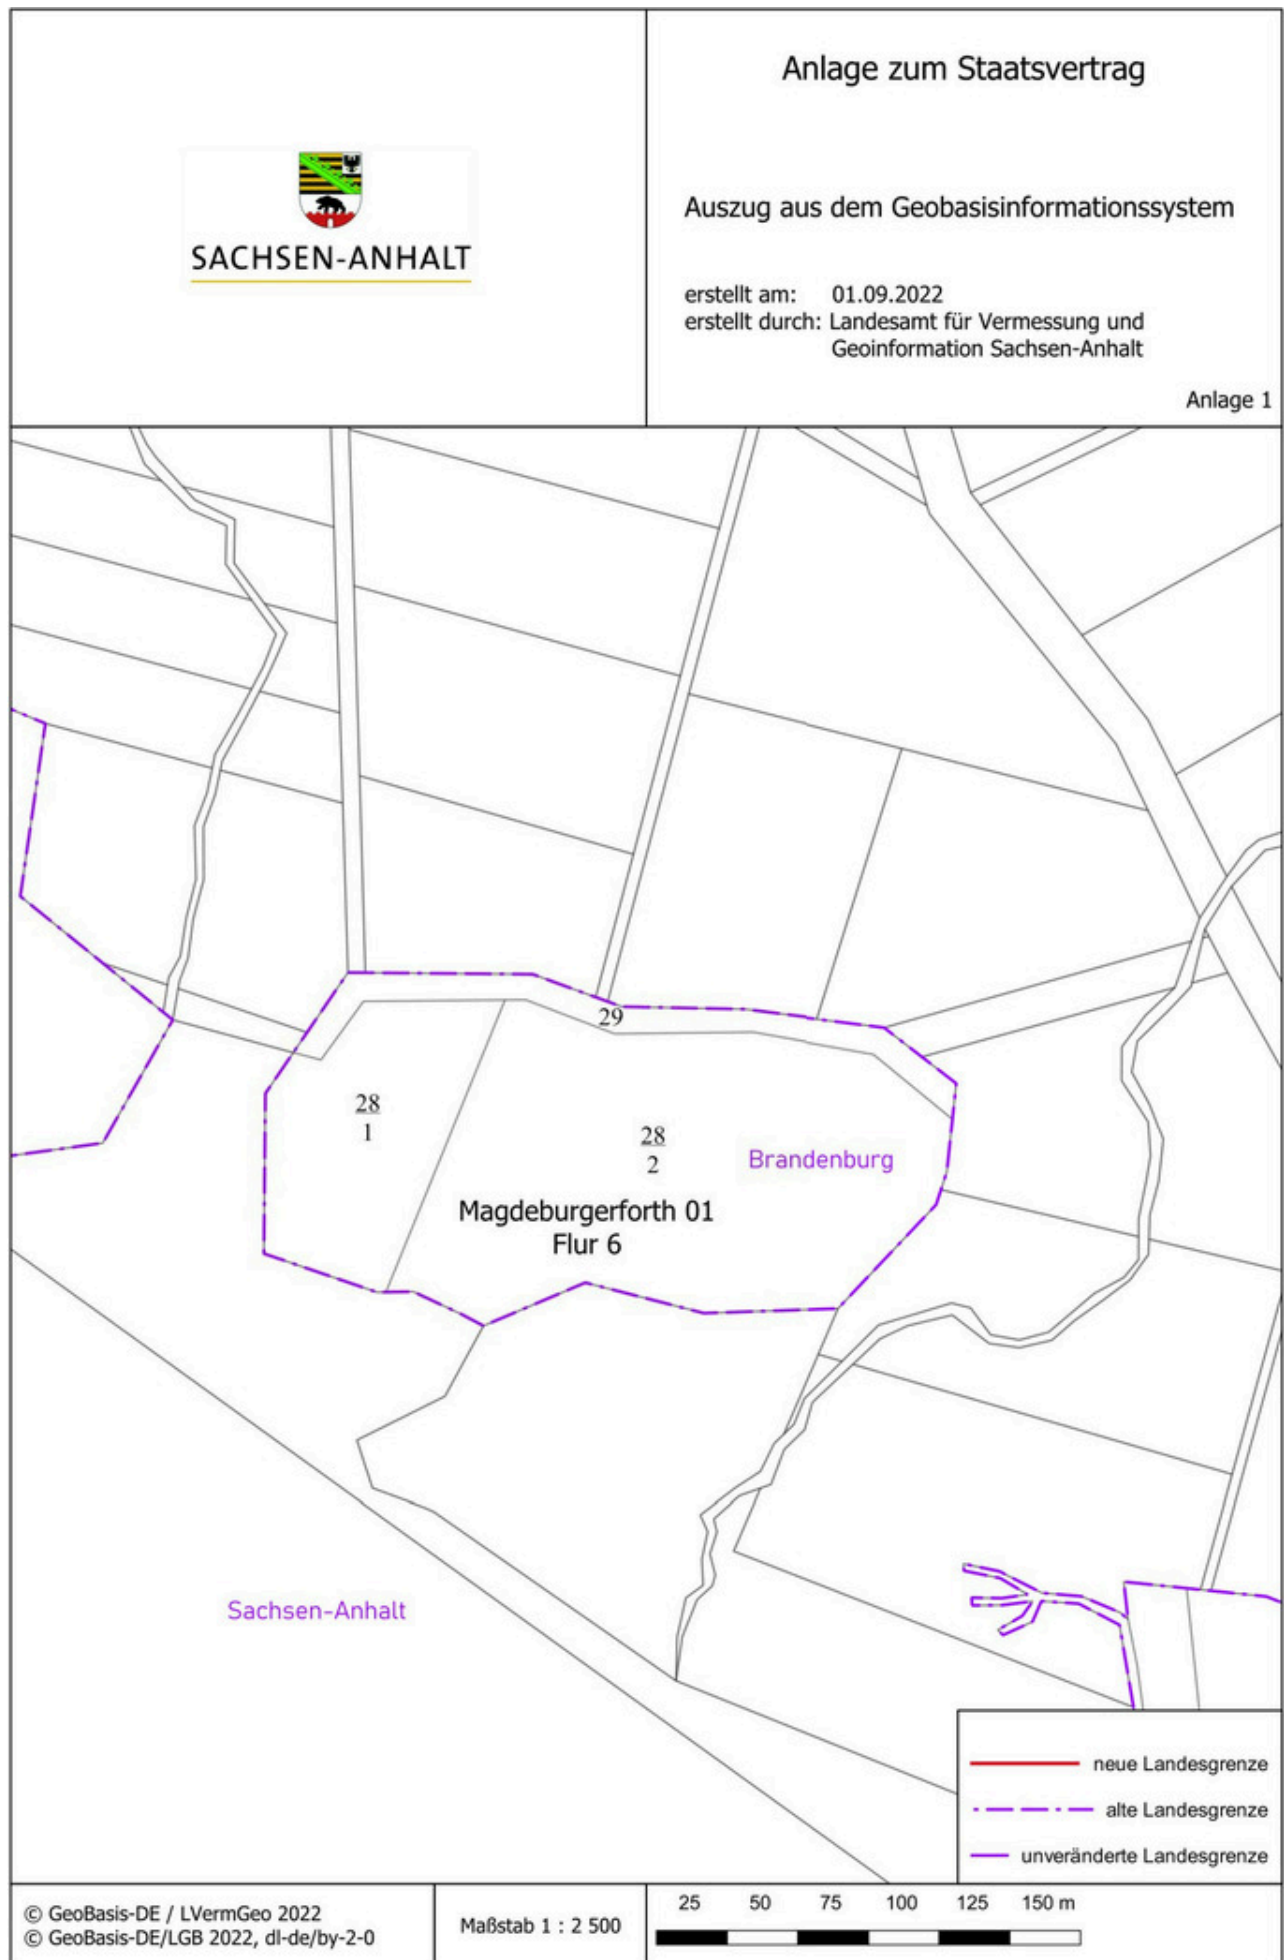 SACHSEN-ANHALT
Anlage zum Staatsvertrag
Auszug aus dem Geobasisinformationssystem
erstellt am: 01.09.2022
erstellt durch: Landesamt für Vermessung und
Geoinformation Sachsen-Anhalt
Anlage 1
29
28
1
28
2
Brandenburg
Magdeburgerforth 01
Flur 6
Sachsen-Anhalt
neue Landesgrenze
alte Landesgrenze
unveränderte Landesgrenze
© GeoBasis-DE / LVermGeo 2022
© GeoBasis-DE/LGB 2022, dl-de/by-2-0
Maßstab 1 : 2 500
25 50 75 100 125 150 m